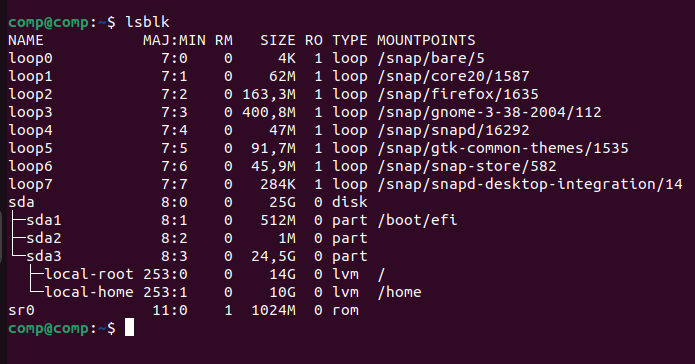 comp@comp:~$ lsblk
NAME           MAJ:MIN RM   SIZE RO TYPE MOUNTPOINTS
loop0            7:0    0     4K  1 loop /snap/bare/5
loop1            7:1    0    62M  1 loop /snap/core20/1587
loop2            7:2    0 163,3M  1 loop /snap/firefox/1635
loop3            7:3    0 400,8M  1 loop /snap/gnome-3-38-2004/112
loop4            7:4    0    47M  1 loop /snap/snapd/16292
loop5            7:5    0  91,7M  1 loop /snap/gtk-common-themes/1535
loop6            7:6    0  45,9M  1 loop /snap/snap-store/582
loop7            7:7    0   284K  1 loop /snap/snapd-desktop-integration/14
sda              8:0    0    25G  0 disk
├─sda1           8:1    0   512M  0 part /boot/efi
├─sda2           8:2    0     1M  0 part
└─sda3           8:3    0  24,5G  0 part
  ├─local-root 253:0    0    14G  0 lvm  /
  └─local-home 253:1    0    10G  0 lvm  /home
sr0             11:0    1  1024M  0 rom
comp@comp:~$